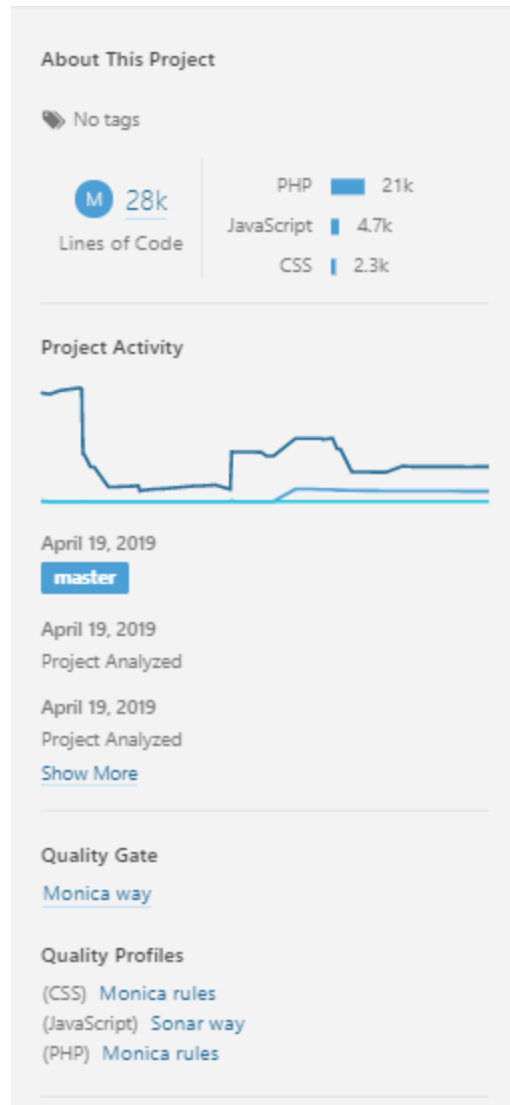 About This Project
No tags
M 28k
Lines of Code
PHP 21k
JavaScript 4.7k
CSS 2.3k
Project Activity
April 19, 2019
master
April 19, 2019
Project Analyzed
April 19, 2019
Project Analyzed
Show More
Quality Gate
Monica way
Quality Profiles
(CSS) Monica rules
(JavaScript) Sonar way
(PHP) Monica rules